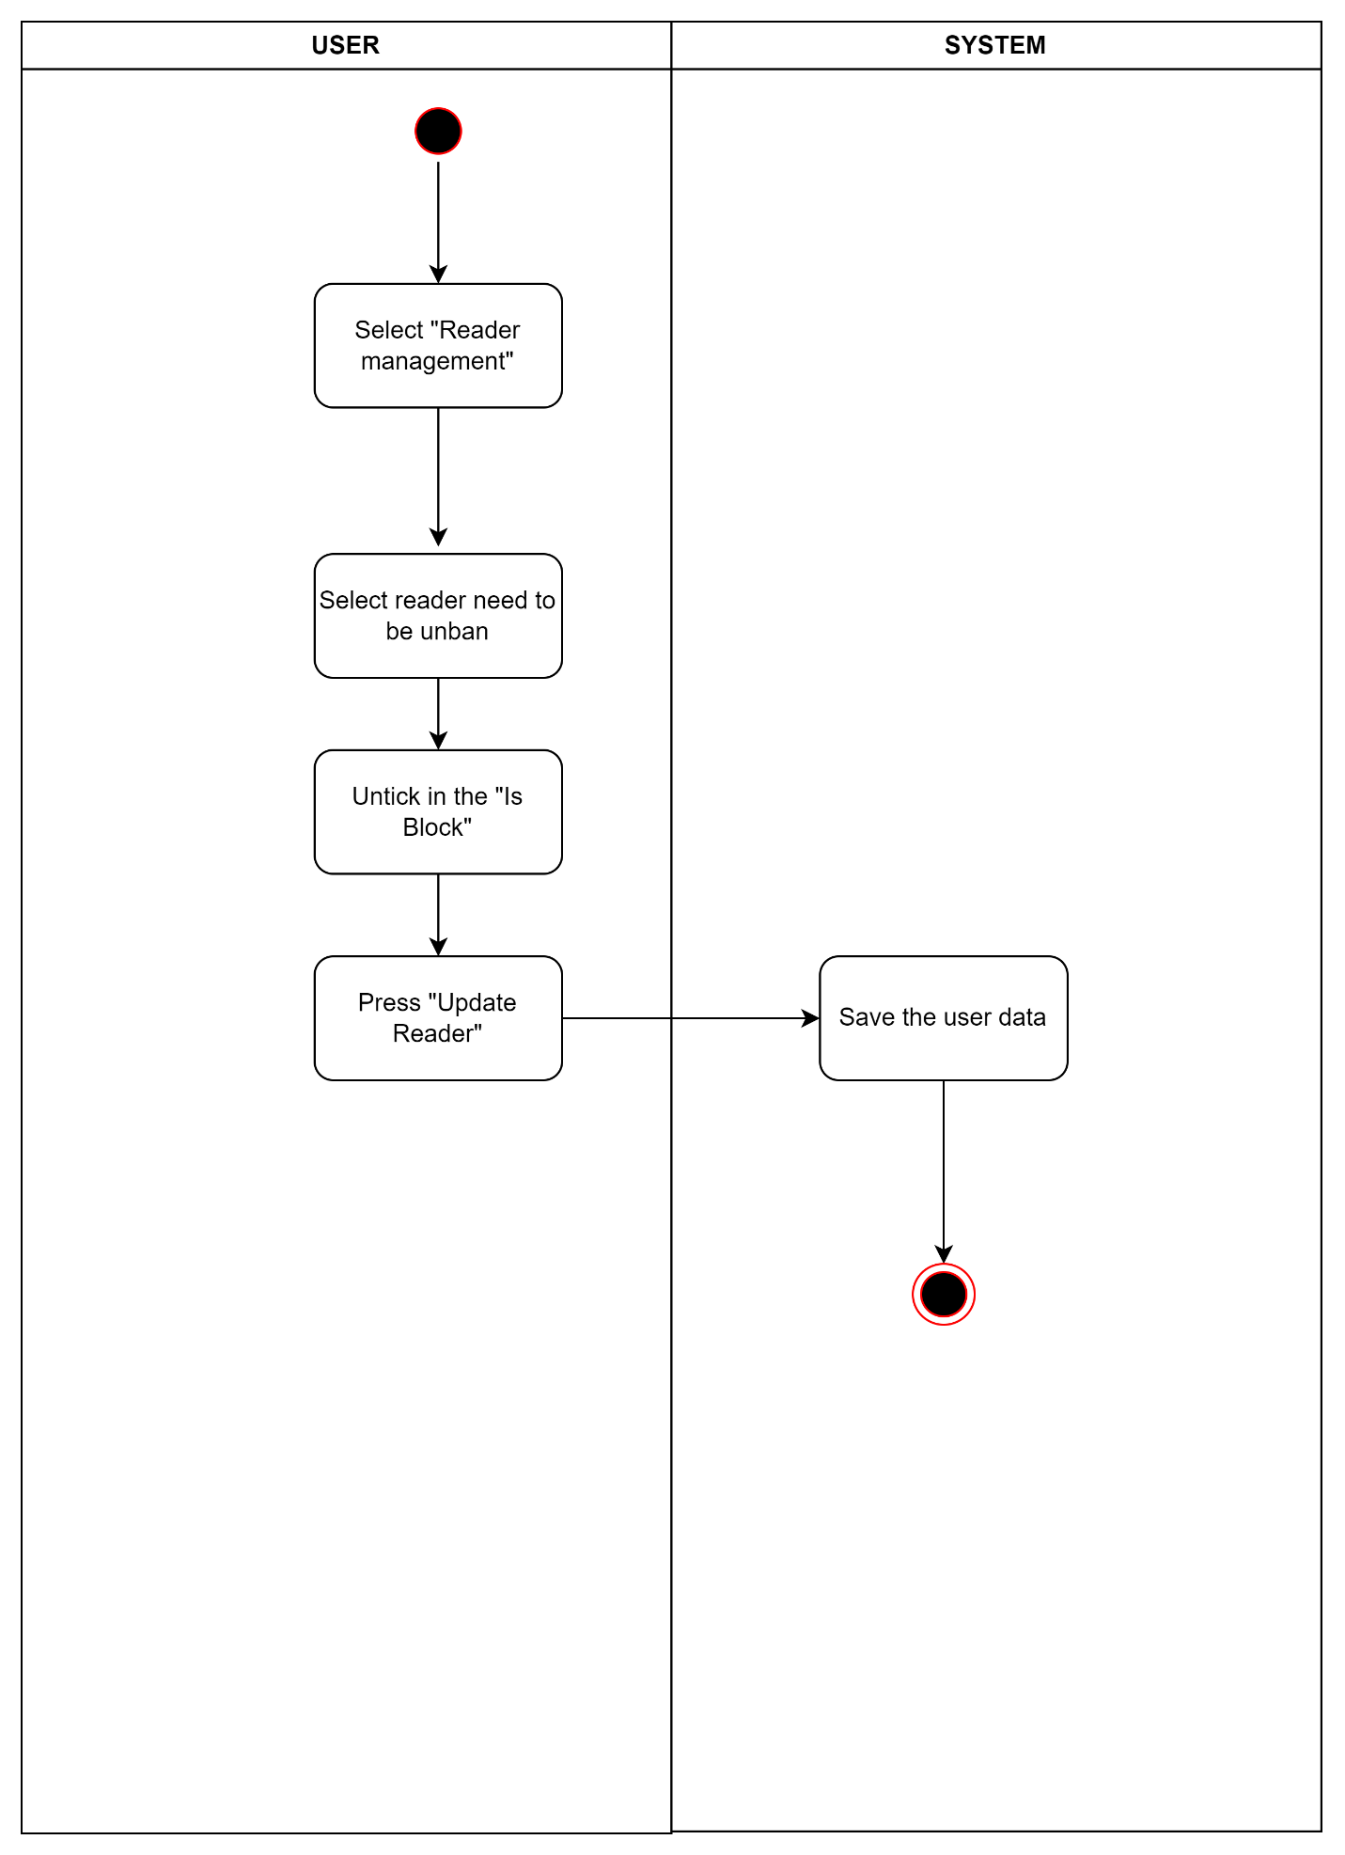 USER
SYSTEM
Select "Reader
management"
Select reader need to
be unban
Untick in the "Is
Block"
Press "Update
Reader"
Save the user data